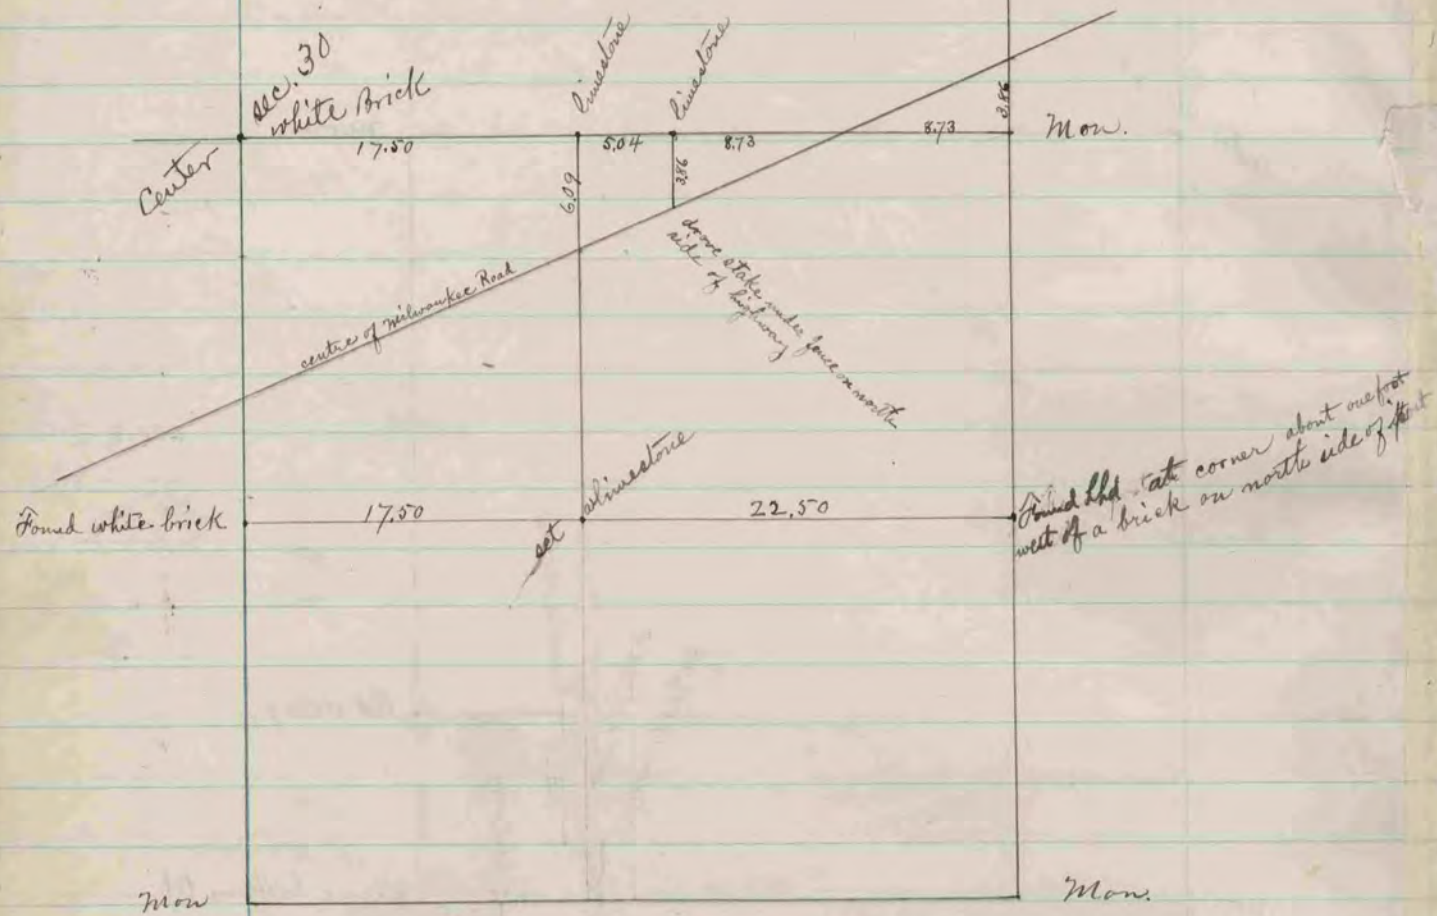 sec. 30
white Brick
limestone
limestone
Center
17.50
5.04
8.73
8.73
3.86
Mon.
6.09
3.86
drove stake under fence on north
side of highway
centre of Milwaukee Road
Found white brick
17.50
set a limestone
22.50
Found at corner about one foot
west of a brick on north side of
Mon
Mon.